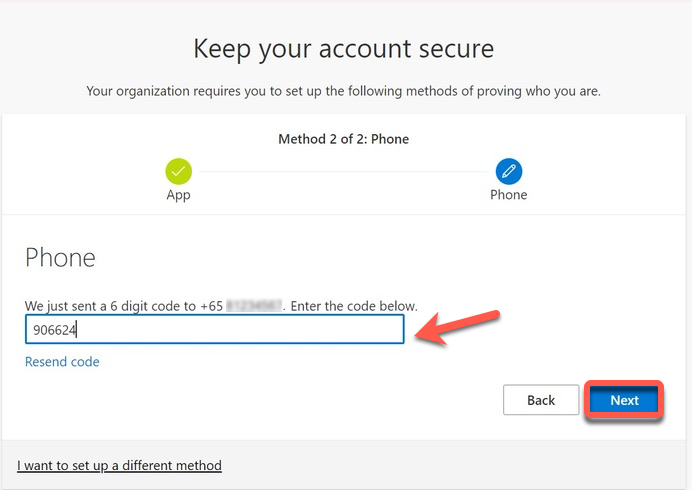 Keep your account secure
Your organization requires you to set up the following methods of proving who you are.
Method 2 of 2: Phone
App
Phone
Phone
We just sent a 6 digit code to +65 . Enter the code below.
906624
Resend code
Back
Next
I want to set up a different method